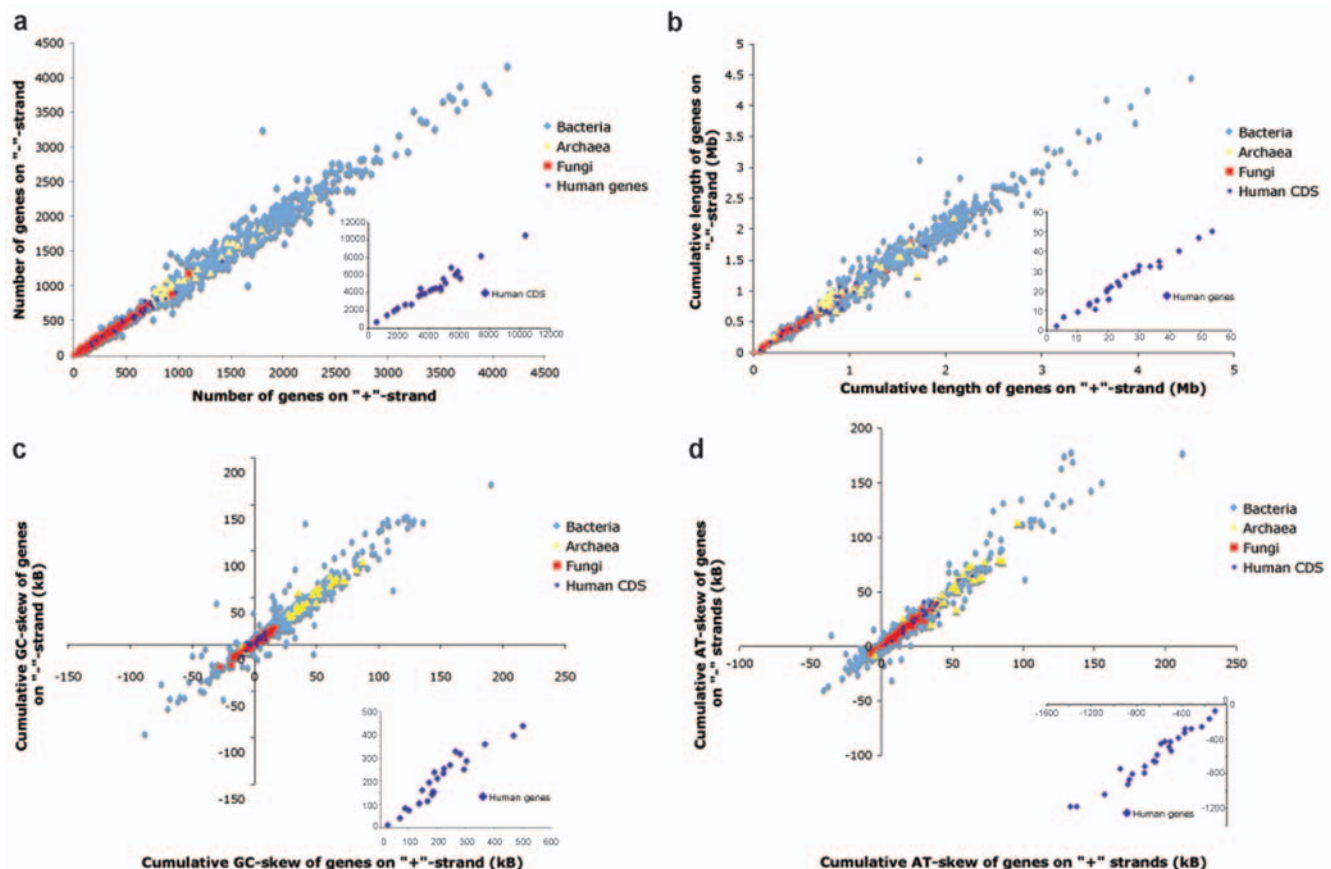 a
4500
4000
3500
3000
2500
2000
1500
1000
500
0
0 500 1000 1500 2000 2500 3000 3500 4000 4500
Number of genes on "-"-strand
Number of genes on "+"-strand
Bacteria
Archaea
Fungi
Human genes
12000
10000
8000
6000
4000
2000
0
0 2000 4000 6000 8000 10000 12000
Human CDS
b
5
4.5
4
3.5
3
2.5
2
1.5
1
0.5
0
0 1 2 3 4 5
Cumulative length of genes on
"-"-strand (Mb)
Cumulative length of genes on "+"-strand (Mb)
Bacteria
Archaea
Fungi
Human CDS
60
50
40
30
20
10
0
0 10 20 30 40 50 60
Human genes
c
200
150
100
50
0
-50
-100
-150
-150 -100 -50 0 50 100 150 200 250
Cumulative GC-skew of genes
on "-"-strand (kB)
Cumulative GC-skew of genes on "+"-strand (kB)
Bacteria
Archaea
Fungi
Human CDS
500
400
300
200
100
0
0 100 200 300 400 500 600
Human genes
d
200
150
100
50
0
-50
-100
-100 -50 0 50 100 150 200 250
Cumulative AT-skew of genes
on "-" strands (kB)
Cumulative AT-skew of genes on "+" strands (kB)
Bacteria
Archaea
Fungi
Human CDS
-1600 -1200 -800 -400 0
0
-400
-800
-1200
Human genes